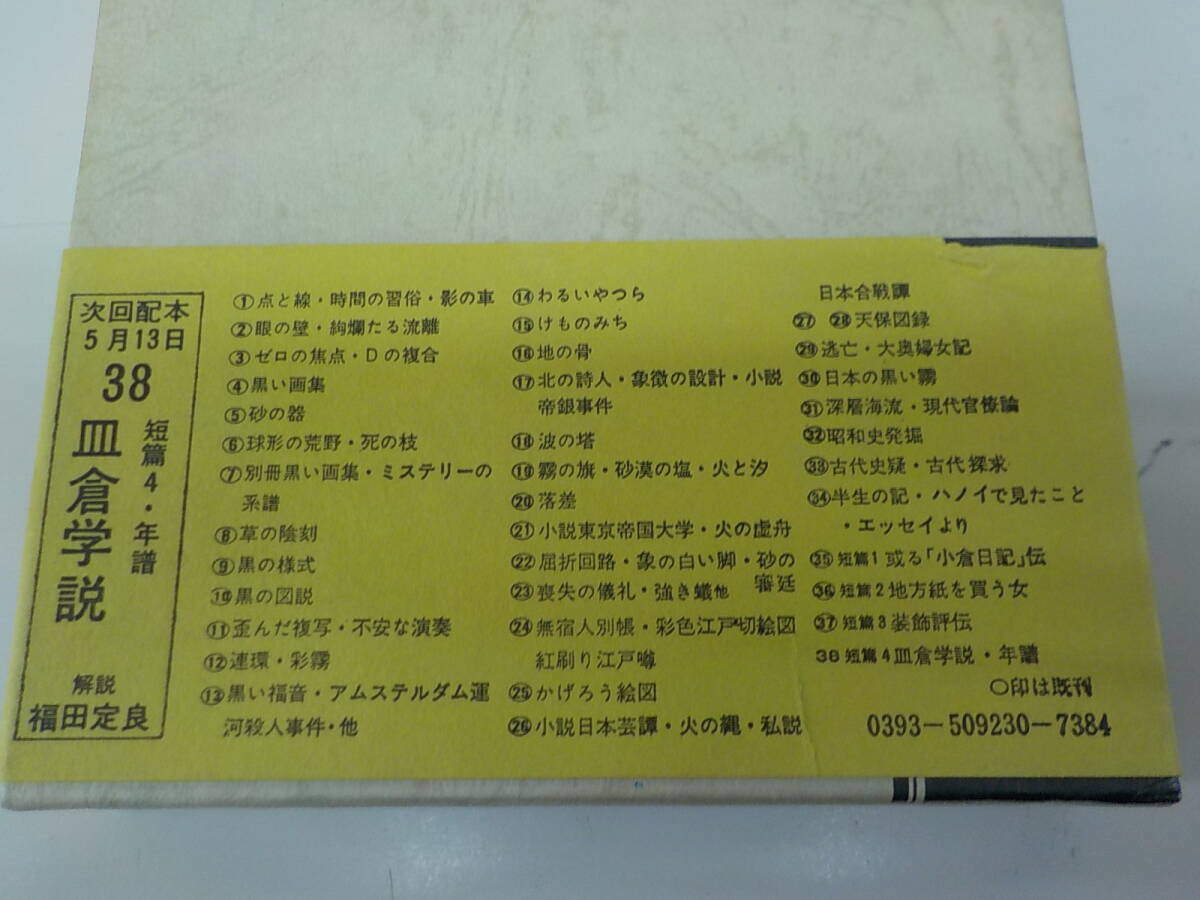 次回配本
5月13日
38
短篇4・年譜
皿倉学説
解説
福田定良
①点と線・時間の習俗・影の車
②眼の壁・絢爛たる流離
③ゼロの焦点・Dの複合
④黒い画集
⑤砂の器
⑥球形の荒野・死の枝
⑦別冊黒い画集・ミステリーの
系譜
⑧草の陰刻
⑨黒の様式
⑩黒の図説
⑪歪んだ複写・不安な演奏
⑫連環・彩霧
⑬黒い福音・アムステルダム運
河殺人事件・他
⑭わるいやつら
⑮けものみち
⑯地の骨
⑰北の詩人・象徴の設計・小説
帝銀事件
⑱波の塔
⑲霧の旗・砂漠の塩・火と汐
⑳落差
㉑小説東京帝国大学・火の虚舟
㉒屈折回路・象の白い脚・砂の
審廷
㉓喪失の儀礼・強き蟻他
㉔無宿人別帳・彩色江戸切絵図
紅刷り江戸噂
㉕かげろう絵図
㉖小説日本芸譚・火の縄・私説
日本合戦譚
㉗ ㉘天保図録
㉙逃亡・大奥婦女記
㉚日本の黒い霧
㉛深層海流・現代官僚論
㉜昭和史発掘
㉝古代史疑・古代探求
㉞半生の記・ハノイで見たこと
・エッセイより
㉟短篇1或る「小倉日記」伝
㊱短篇2地方紙を買う女
㊲短篇3装飾評伝
38短篇4皿倉学説・年譜
○印は既刊
0393-509230-7384